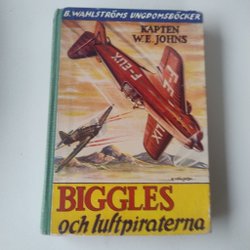 B. WAHLSTRÖMS UNGDOMSBÖCKER
KAPTEN
W E JOHNS
F-EUX
BIGGLES
och luftpiraterna